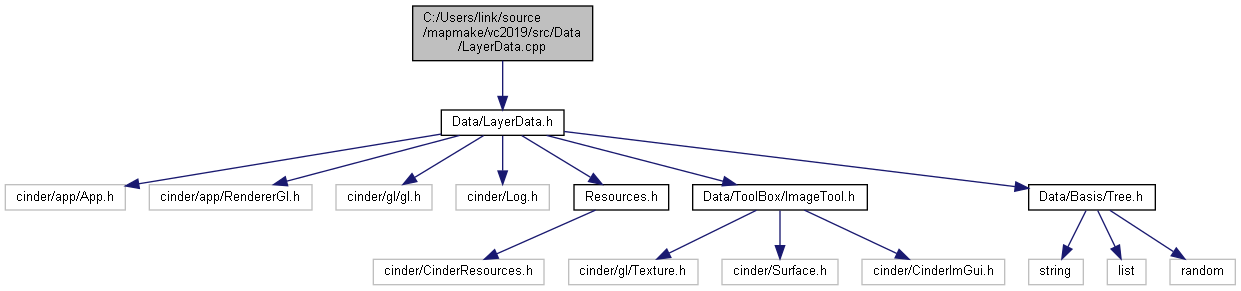 C:/Users/link/source
/mapmake/vc2019/src/Data
/LayerData.cpp
Data/LayerData.h
cinder/app/App.h
cinder/app/RendererGl.h
cinder/gl/gl.h
cinder/Log.h
Resources.h
Data/ToolBox/ImageTool.h
Data/Basis/Tree.h
cinder/CinderResources.h
cinder/gl/Texture.h
cinder/Surface.h
cinder/CinderImGui.h
string
list
random